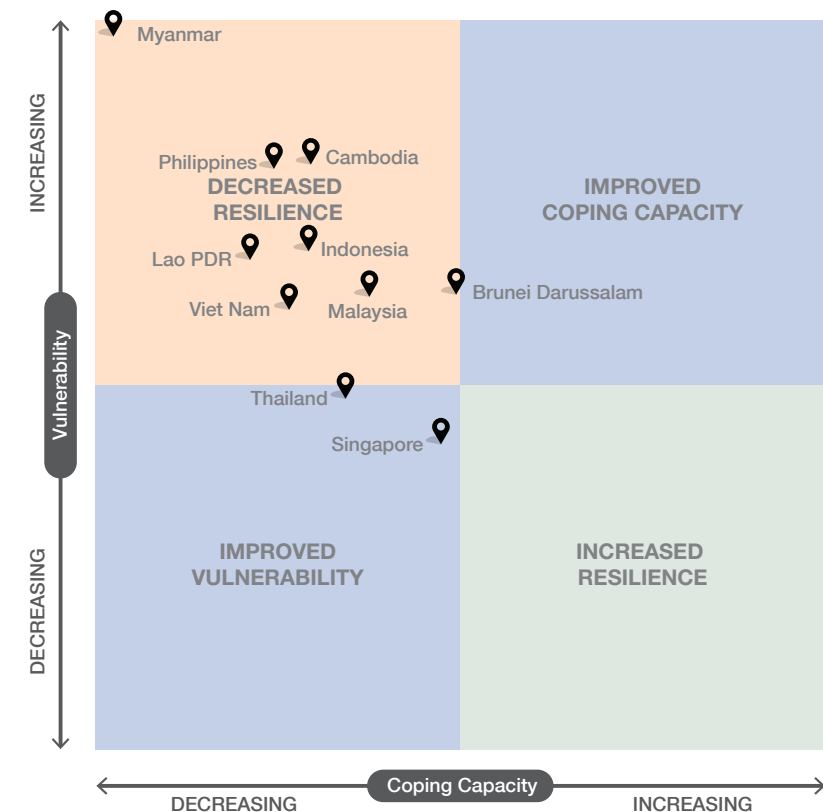 Myanmar
INCREASING
Philippines
Cambodia
DECREASED
RESILIENCE
IMPROVED
COPING CAPACITY
Lao PDR
Indonesia
Viet Nam
Malaysia
Brunei Darussalam
Vulnerability
Thailand
Singapore
DECREASING
IMPROVED
VULNERABILITY
INCREASED
RESILIENCE
Coping Capacity
DECREASING
INCREASING